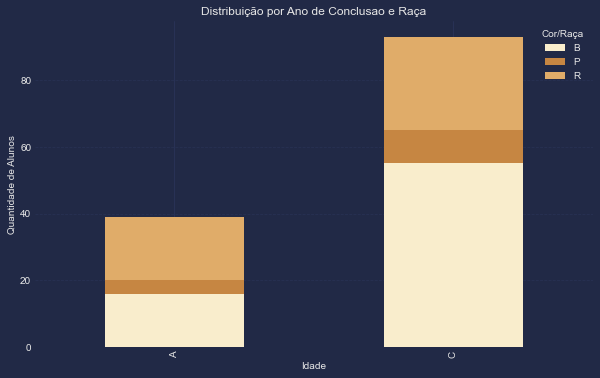 Distribuição por Ano de Conclusao e Raça
Cor/Raça
B
P
R
Quantidade de Alunos
80
60
40
20
0
A
C
Idade